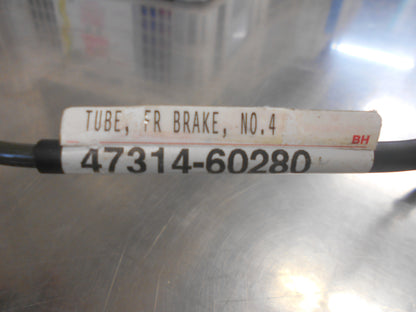 TUBE, FR BRAKE, NO.4
BH
47314-60280